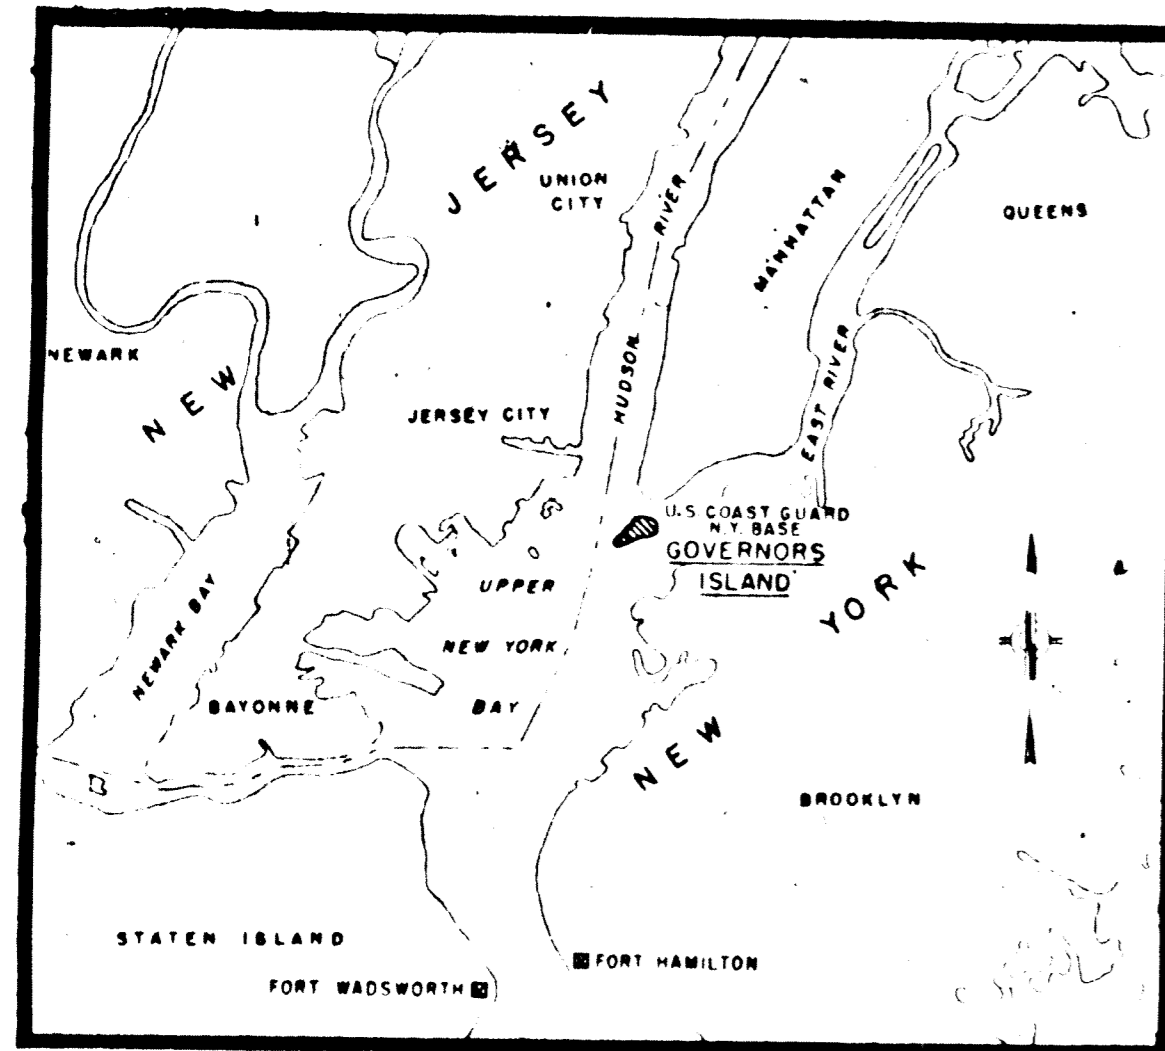 JERSEY
UNION
CITY
HUDSON RIVER
MANHATTAN
QUEENS
NEWARK
NEW
JERSEY CITY
EAST RIVER
U.S COAST GUARD
N.Y. BASE
GOVERNORS
ISLAND
UPPER
NEW YORK
BAY
NEWARK BAY
BAYONNE
NEW YORK
BROOKLYN
STATEN ISLAND
FORT HAMILTON
FORT WADSWORTH